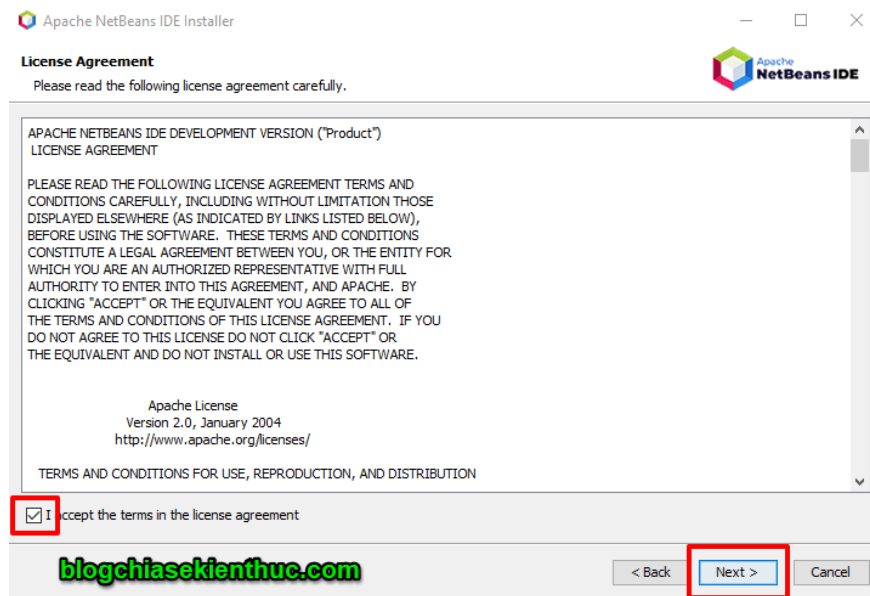 Apache NetBeans IDE Installer
License Agreement
Please read the following license agreement carefully.
Apache
NetBeans IDE
APACHE NETBEANS IDE DEVELOPMENT VERSION ("Product")
LICENSE AGREEMENT
PLEASE READ THE FOLLOWING LICENSE AGREEMENT TERMS AND
CONDITIONS CAREFULLY, INCLUDING WITHOUT LIMITATION THOSE
DISPLAYED ELSEWHERE (AS INDICATED BY LINKS LISTED BELOW),
BEFORE USING THE SOFTWARE. THESE TERMS AND CONDITIONS
CONSTITUTE A LEGAL AGREEMENT BETWEEN YOU, OR THE ENTITY FOR
WHICH YOU ARE AN AUTHORIZED REPRESENTATIVE WITH FULL
AUTHORITY TO ENTER INTO THIS AGREEMENT, AND APACHE. BY
CLICKING "ACCEPT" OR THE EQUIVALENT YOU AGREE TO ALL OF
THE TERMS AND CONDITIONS OF THIS LICENSE AGREEMENT. IF YOU
DO NOT AGREE TO THIS LICENSE DO NOT CLICK "ACCEPT" OR
THE EQUIVALENT AND DO NOT INSTALL OR USE THIS SOFTWARE.
Apache License
Version 2.0, January 2004
http://www.apache.org/licenses/
TERMS AND CONDITIONS FOR USE, REPRODUCTION, AND DISTRIBUTION
I accept the terms in the license agreement
blogchiasekienthuc.com
< Back
Next >
Cancel